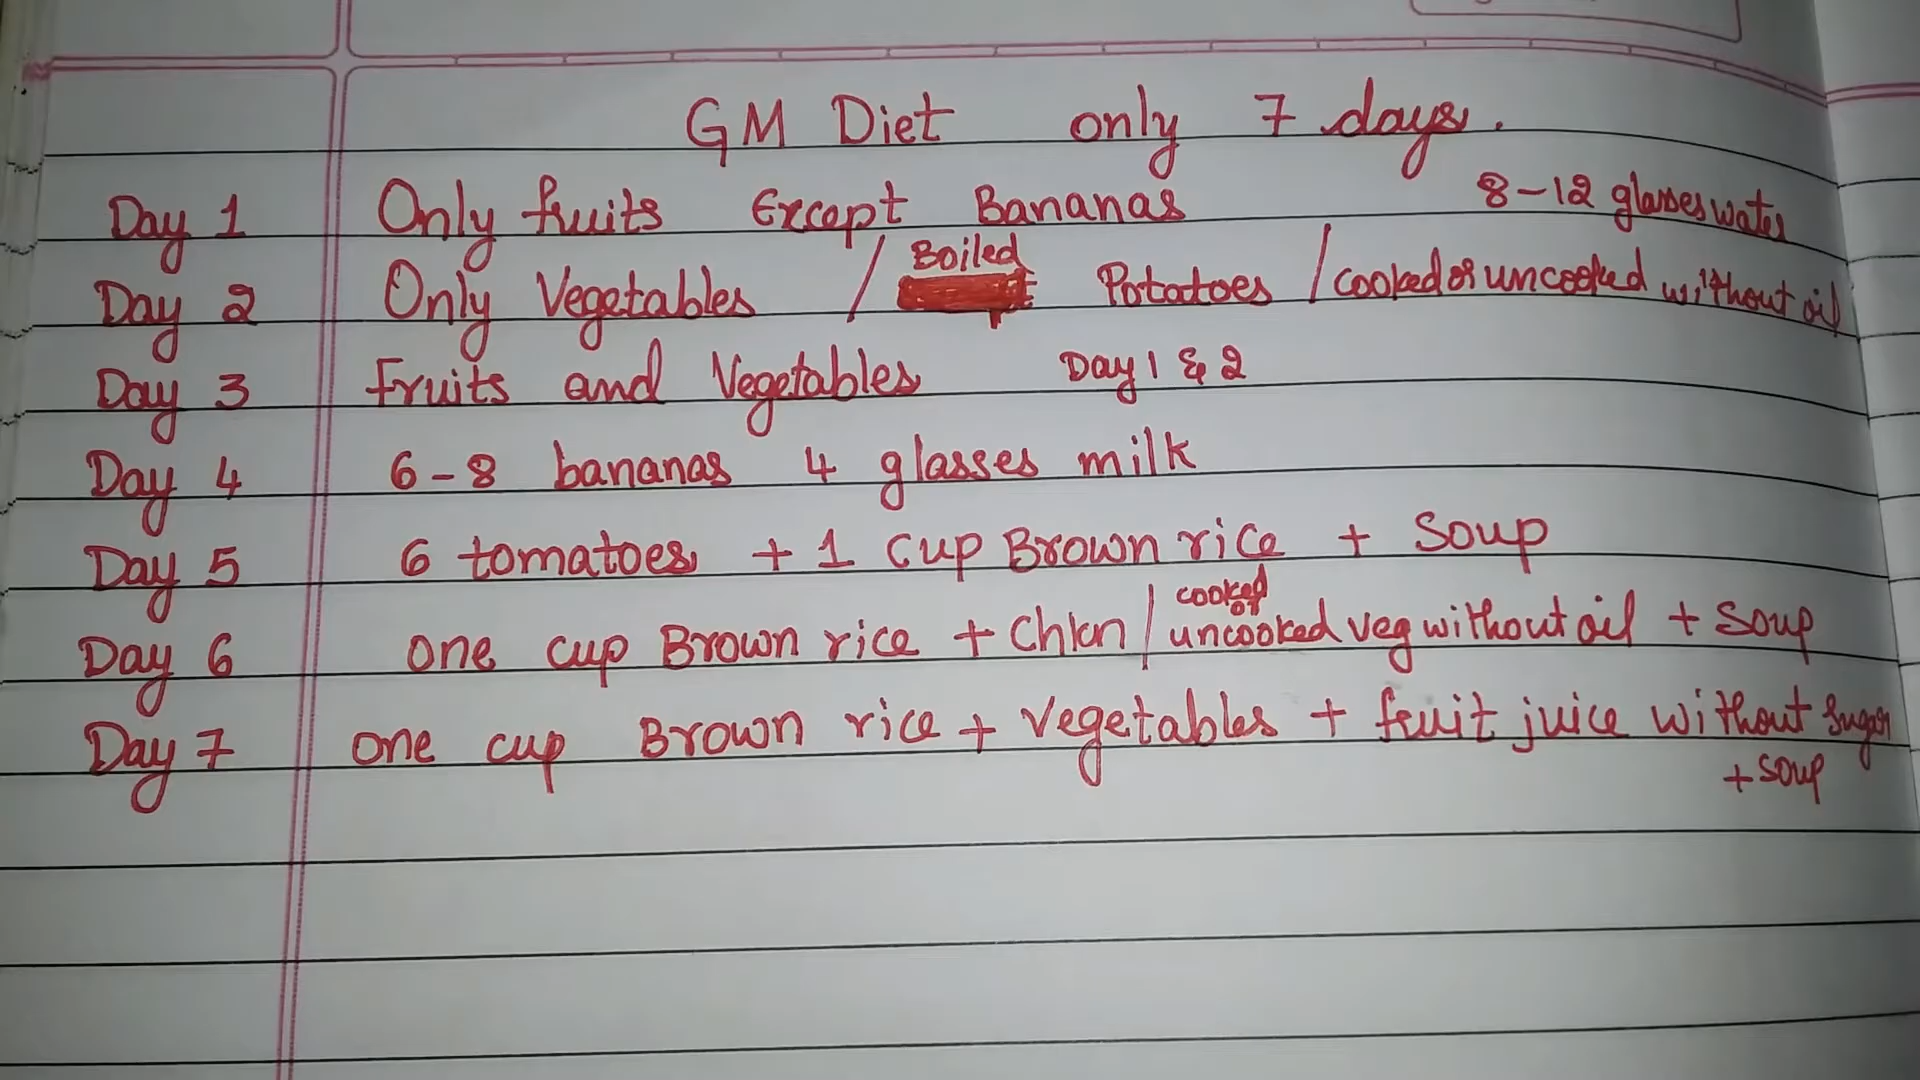 GM Diet only 7 days.
Day 1 Only fruits Except Bananas 8-12 glasses water
Day 2 Only Vegetables / Boiled Potatoes / cooked or uncooked without oil
Day 3 Fruits and Vegetables Day 1 & 2
Day 4 6-8 bananas 4 glasses milk
Day 5 6 tomatoes + 1 cup Brown rice + Soup
Day 6 one cup Brown rice + Chkn / cooked or uncooked veg without oil + Soup
Day 7 one cup Brown rice + Vegetables + fruit juice without sugar
+ Soup